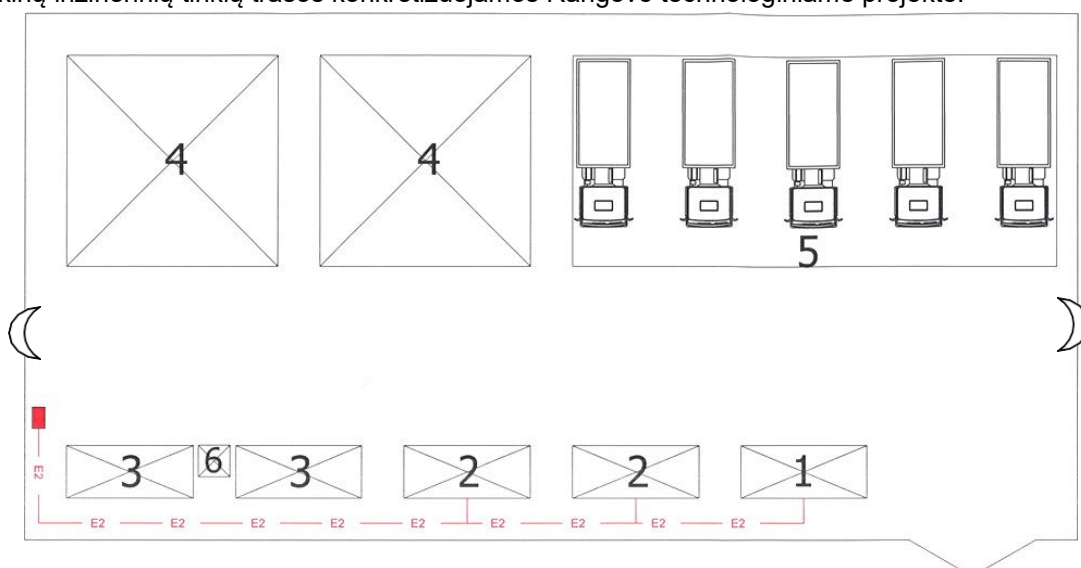 inžinerinių tinklų trasos konkretizuojamos Rangovo technologiniame projekte.
4 4
5
3 6 3 2 2 1
E2
E2 E2 E2 E2 E2 E2 E2 E2 E2